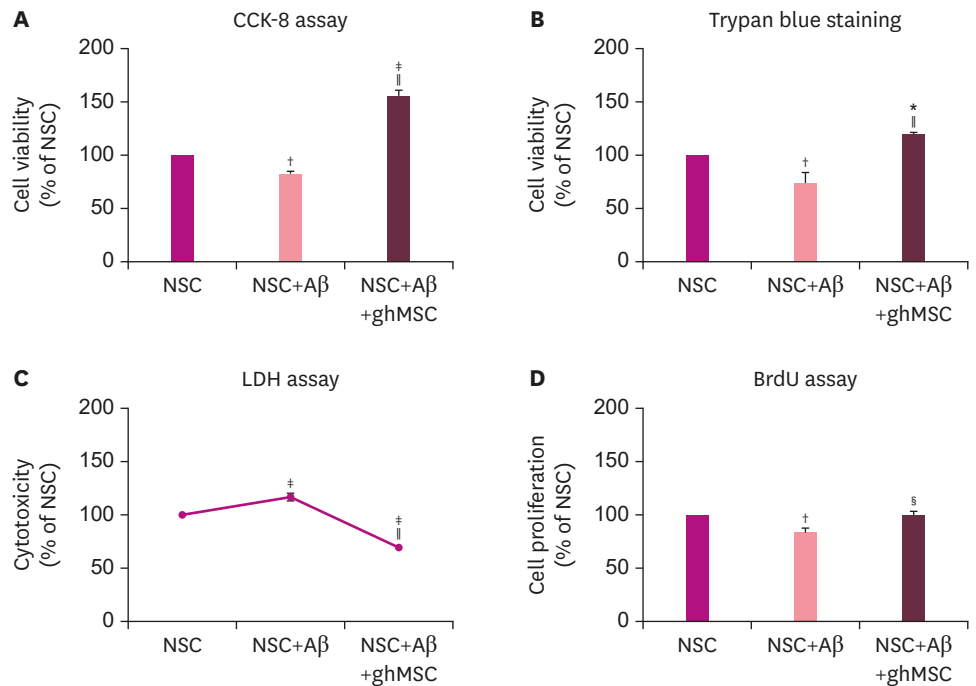 A
CCK-8 assay
Cell viability
(% of NSC)
200
150
100
50
0
†
‡
||
NSC
NSC+Aβ
NSC+Aβ
+ghMSC
B
Trypan blue staining
Cell viability
(% of NSC)
200
150
100
50
0
†
*
||
NSC
NSC+Aβ
NSC+Aβ
+ghMSC
C
LDH assay
Cytotoxicity
(% of NSC)
200
150
100
50
0
‡
‡
||
NSC
NSC+Aβ
NSC+Aβ
+ghMSC
D
BrdU assay
Cell proliferation
(% of NSC)
200
150
100
50
0
†
§
NSC
NSC+Aβ
NSC+Aβ
+ghMSC